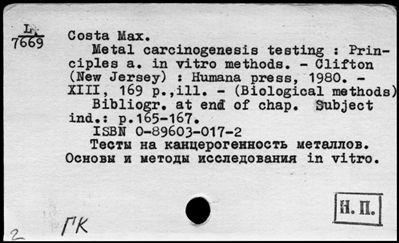 L
7669
Costa Max.
Metal carcinogenesis testing : Prin-
ciples a. in vitro methods. - Clifton
(New Jersey) : Humana press, 1980. -
XIII, 169 p.,ill. - (Biological methods)
Bibliogr. at end of chap. Subject
ind.: p.165-167.
ISBN 0-89603-017-2
Тесты на канцерогенность металлов.
Основы и методы исследования in vitro.
Н. П.
ГК
2